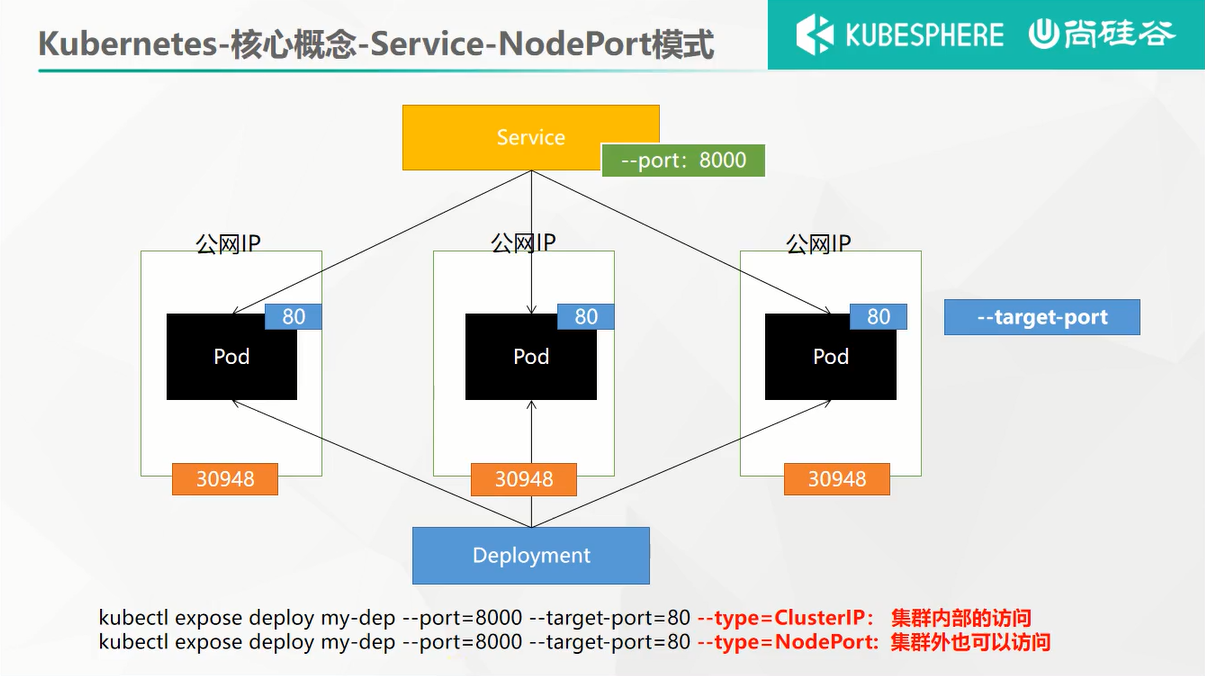 Kubernetes-核心概念-Service-NodePort模式
KUBESPHERE
尚硅谷
Service
--port：8000
公网IP
公网IP
公网IP
80
80
80
--target-port
Pod
Pod
Pod
30948
30948
30948
Deployment
kubectl expose deploy my-dep --port=8000 --target-port=80 --type=ClusterIP： 集群内部的访问
kubectl expose deploy my-dep --port=8000 --target-port=80 --type=NodePort: 集群外也可以访问